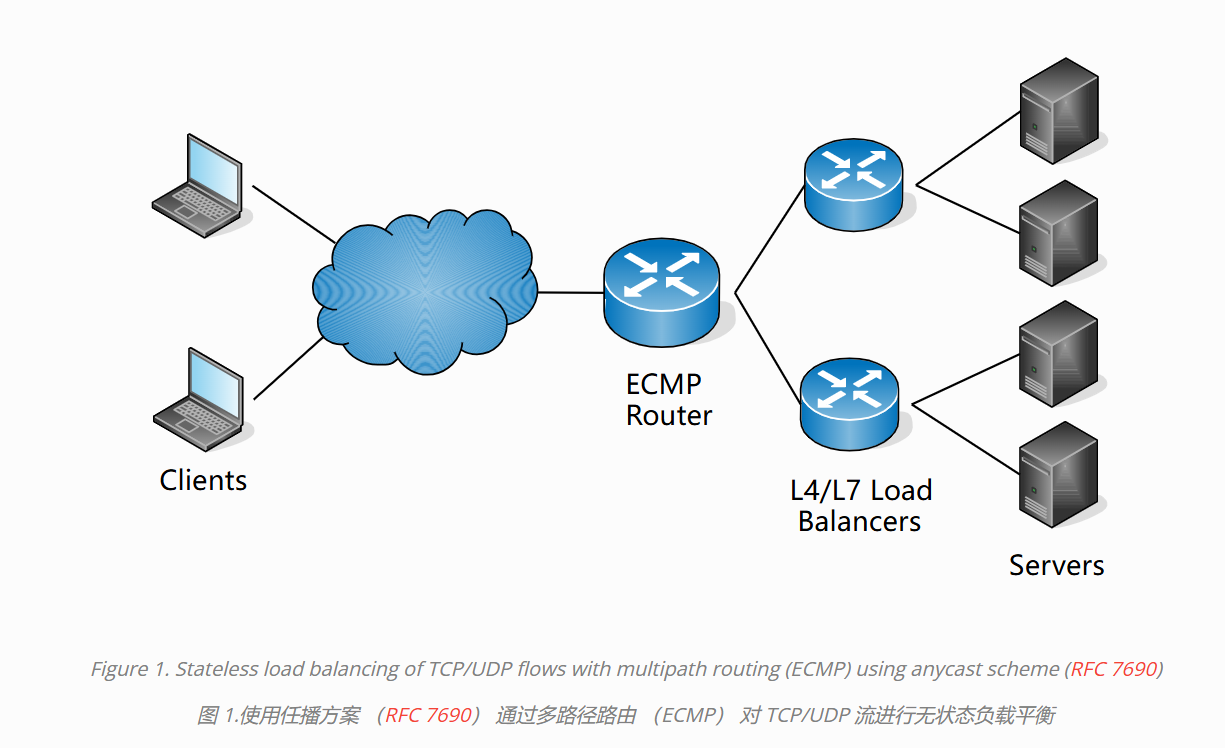 Clients
ECMP
Router
L4/L7 Load
Balancers
Servers
Figure 1. Stateless load balancing of TCP/UDP flows with multipath routing (ECMP) using anycast scheme (RFC 7690)
图 1.使用任播方案 （RFC 7690） 通过多路径路由 （ECMP） 对 TCP/UDP 流进行无状态负载平衡